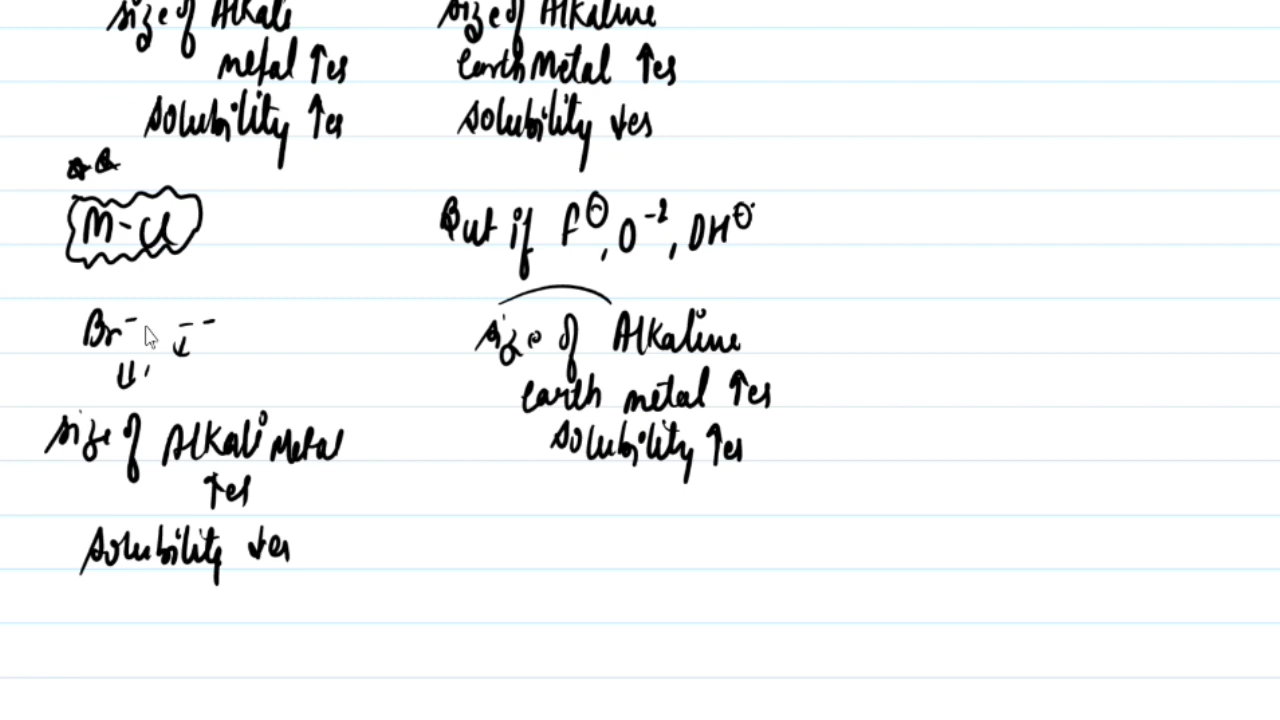 size of Alkali
metal ↑es
solubility ↑es
M-Cl
Br⁻, I⁻
size of Alkali Metal
↑es
solubility ↓es
size of Alkaline
earth Metal ↑es
solubility ↓es
But if F⊖, O⁻², OH⊖
size of Alkaline
earth metal ↑es
solubility ↑es